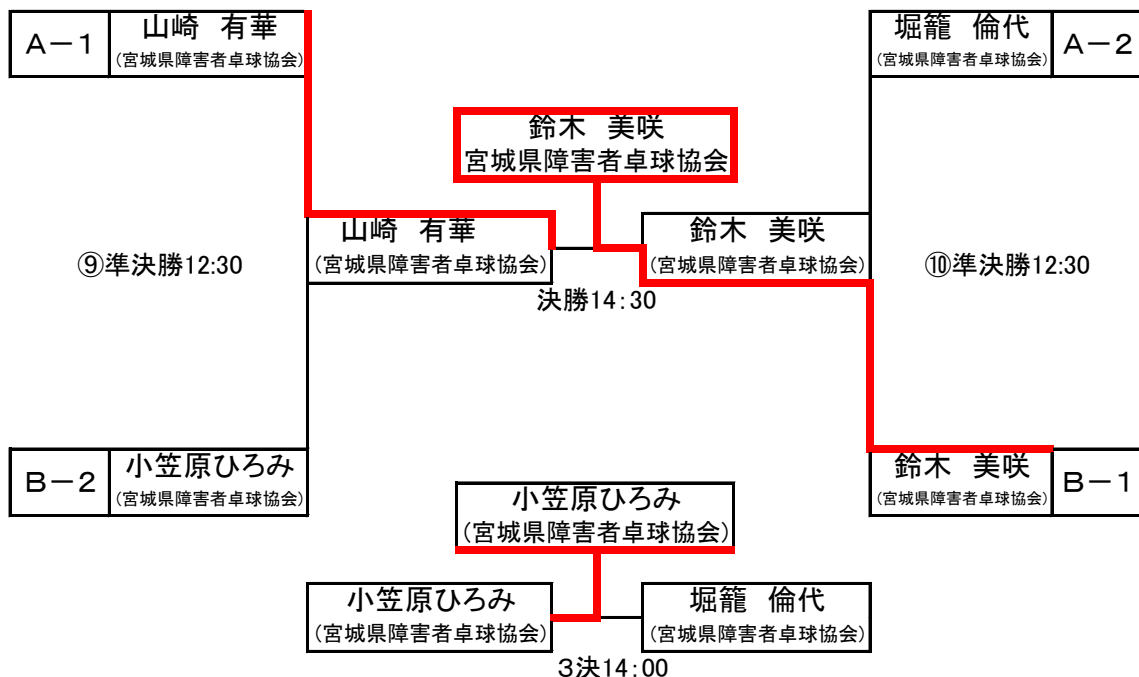 A－1
山崎　有華
(宮城県障害者卓球協会)
堀籠　倫代
(宮城県障害者卓球協会)
A－2
鈴木　美咲
宮城県障害者卓球協会
山崎　有華
(宮城県障害者卓球協会)
鈴木　美咲
(宮城県障害者卓球協会)
⑨準決勝12:30
⑩準決勝12:30
決勝14:30
B－2
小笠原ひろみ
(宮城県障害者卓球協会)
鈴木　美咲
(宮城県障害者卓球協会)
B－1
小笠原ひろみ
(宮城県障害者卓球協会)
小笠原ひろみ
(宮城県障害者卓球協会)
堀籠　倫代
(宮城県障害者卓球協会)
３決14:00